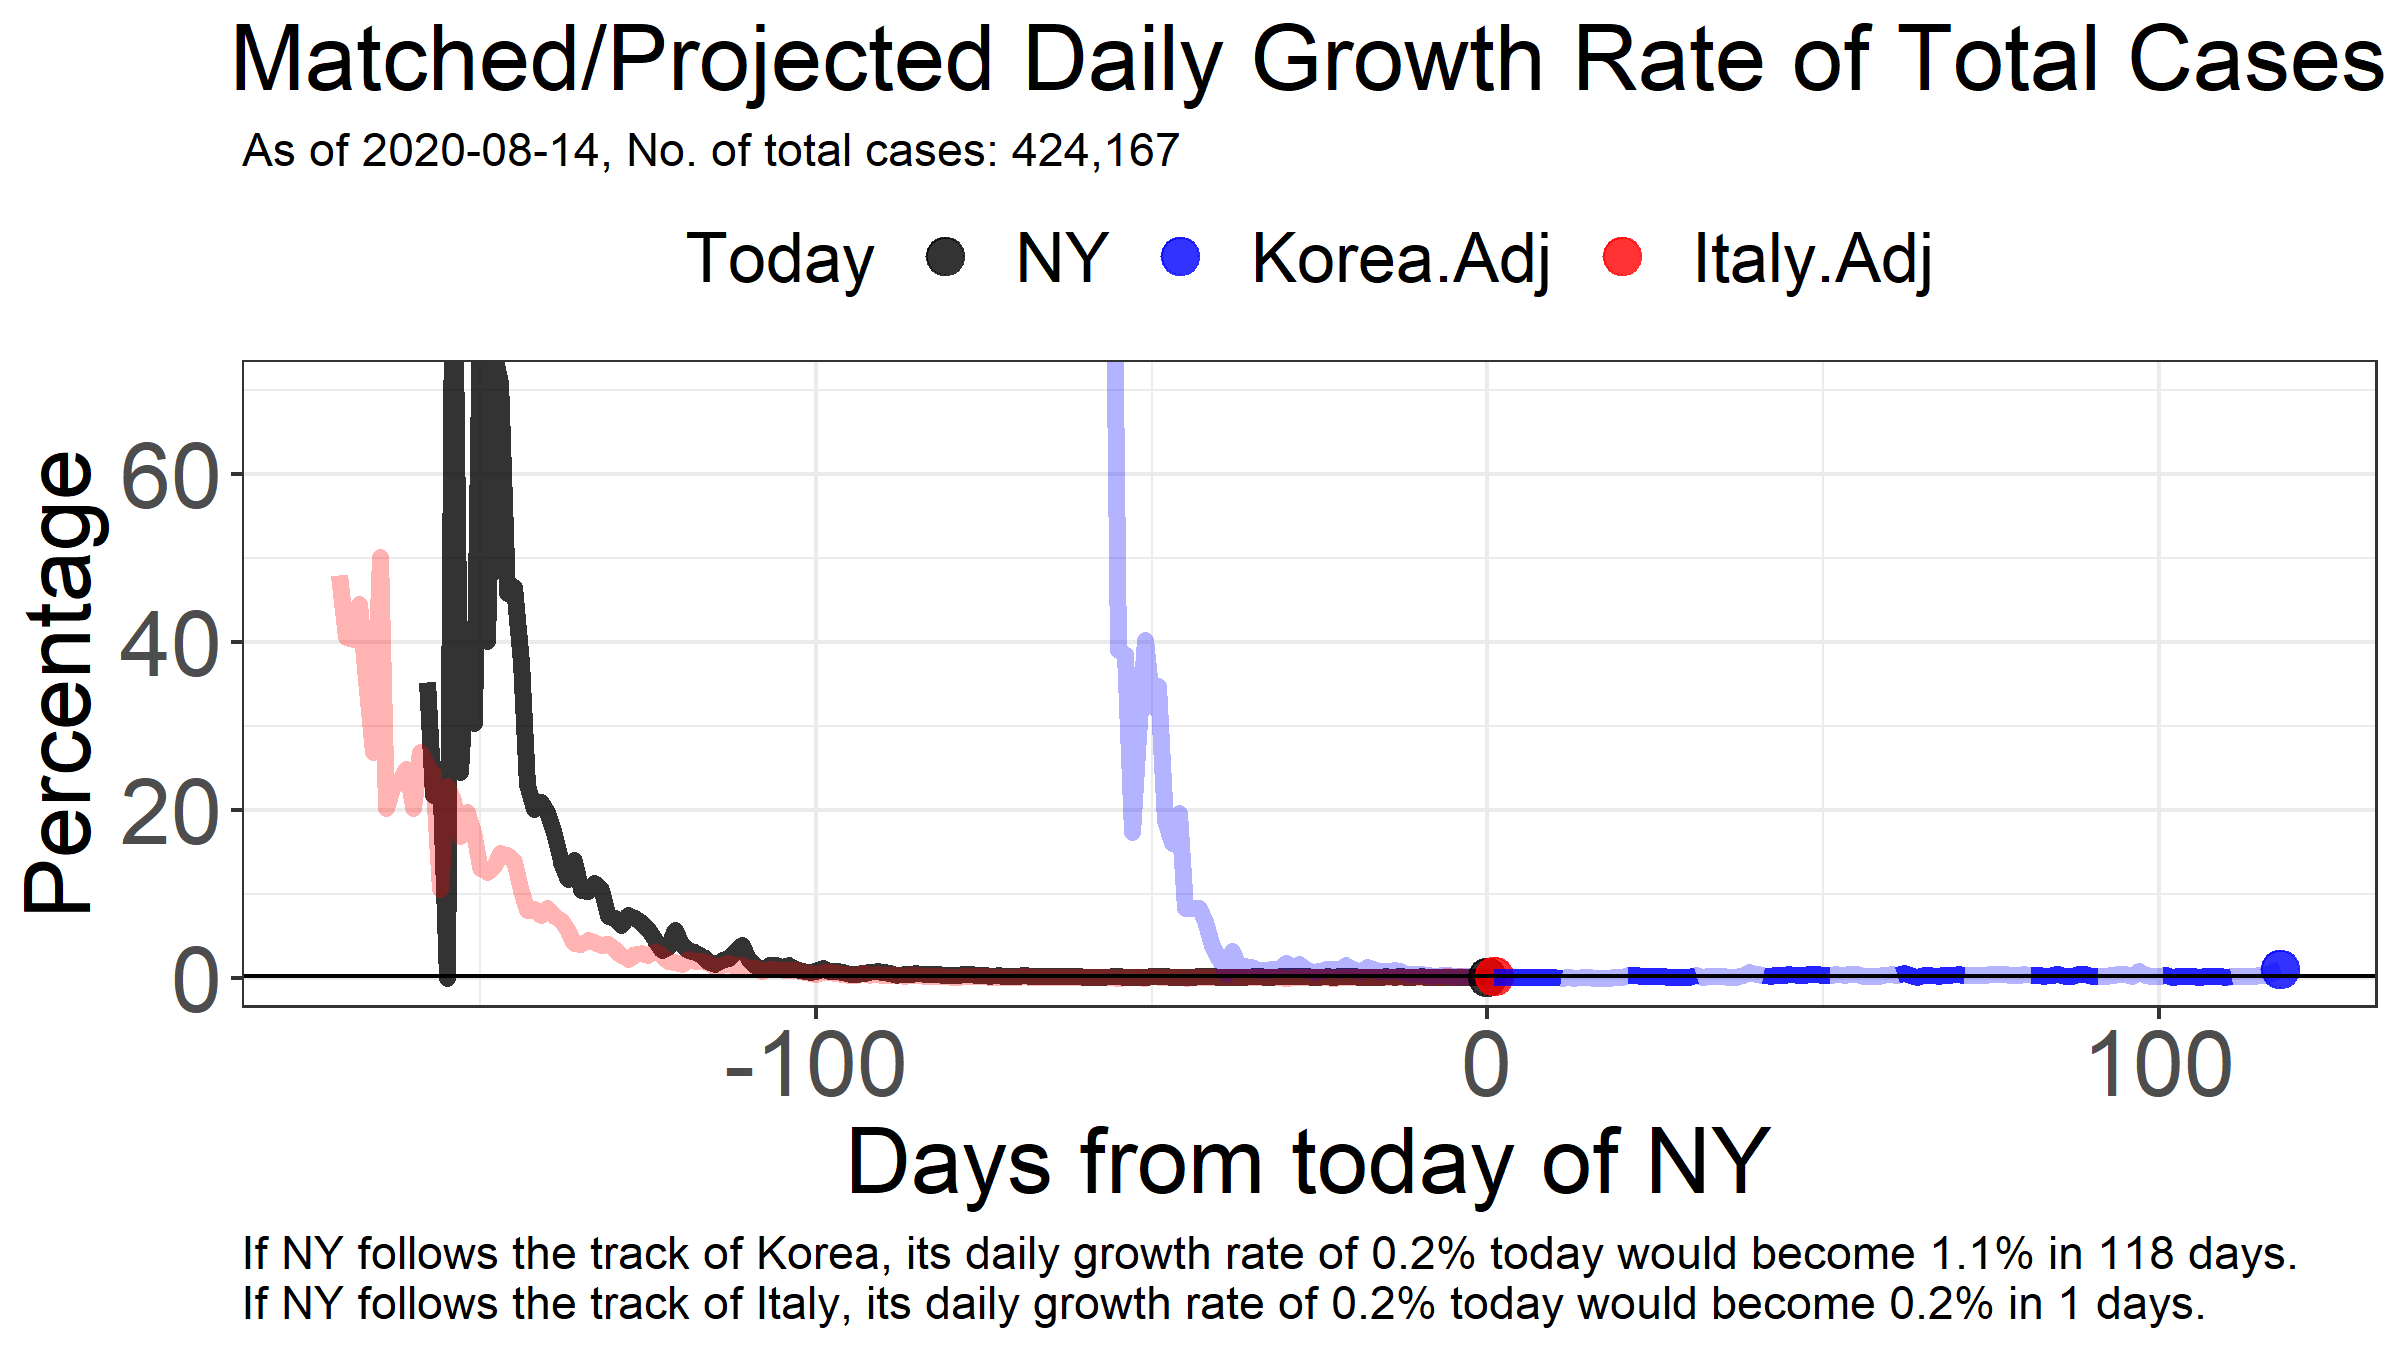 Matched/Projected Daily Growth Rate of Total Cases
As of 2020-08-14, No. of total cases: 424,167
Today NY Korea.Adj Italy.Adj
Percentage
60
40
20
0
-100 0 100
Days from today of NY
If NY follows the track of Korea, its daily growth rate of 0.2% today would become 1.1% in 118 days.
If NY follows the track of Italy, its daily growth rate of 0.2% today would become 0.2% in 1 days.